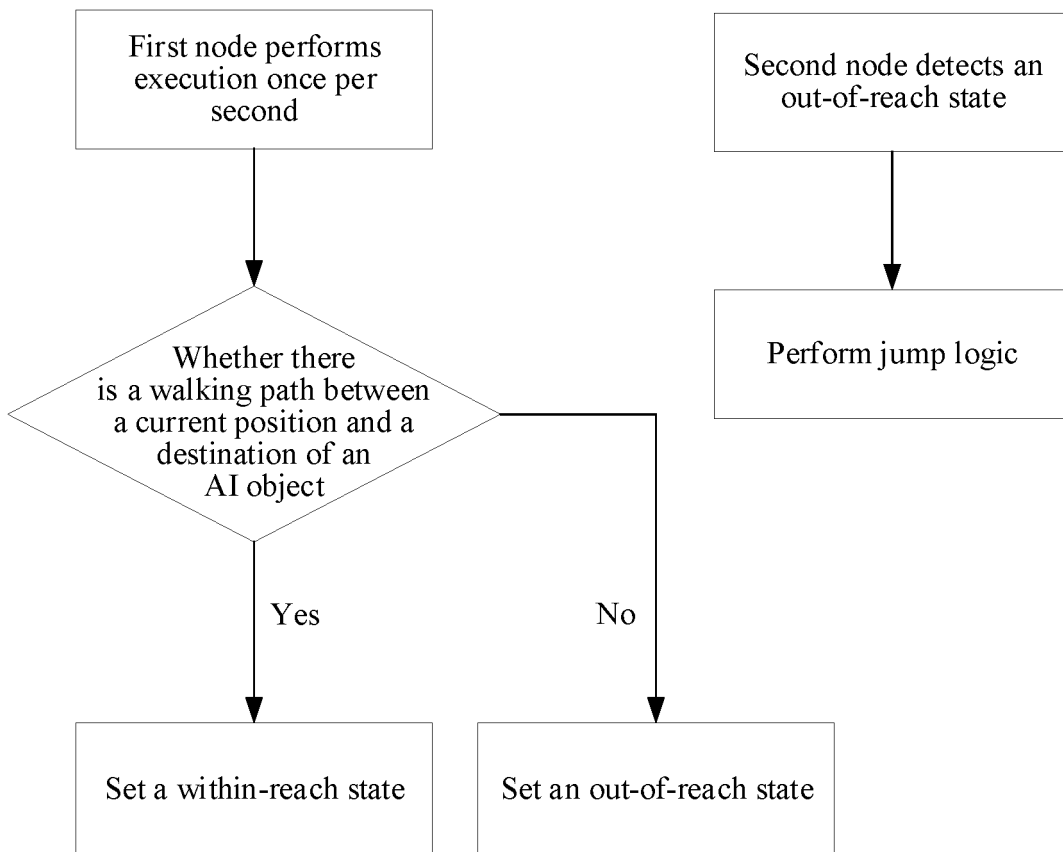 First node performs
execution once per
second
Second node detects an
out-of-reach state
Whether there
is a walking path between
a current position and a
destination of an
AI object
Perform jump logic
Yes
No
Set a within-reach state
Set an out-of-reach state